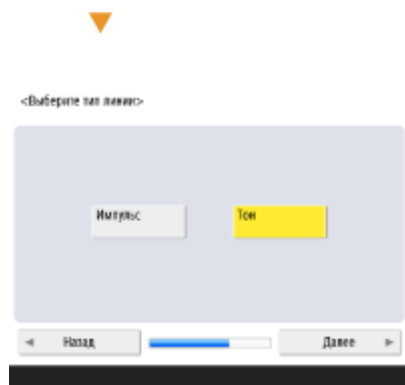 <Выберите тип линии>
Импульс
Тон
Назад
Далее